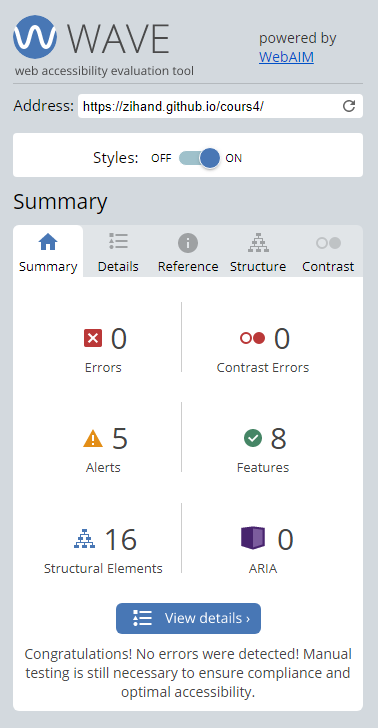 WAVE
powered by
WebAIM
web accessibility evaluation tool
Address: https://zihand.github.io/cours4/
Styles: OFF ON
Summary
Summary Details Reference Structure Contrast
0 0
Errors Contrast Errors
5 8
Alerts Features
16 0
Structural Elements ARIA
View details ›
Congratulations! No errors were detected! Manual
testing is still necessary to ensure compliance and
optimal accessibility.